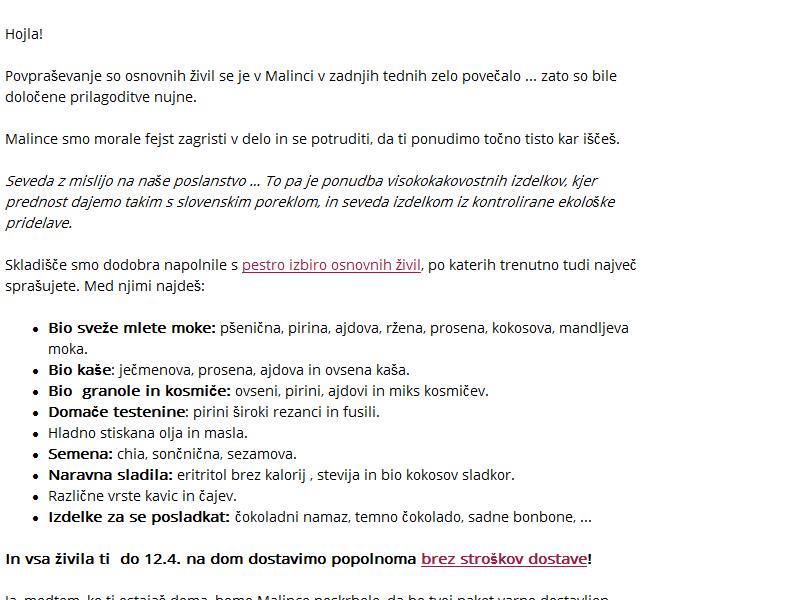 Hojla!
Povpraševanje so osnovnih živil se je v Malinci v zadnjih tednih zelo povečalo ... zato so bile
določene prilagoditve nujne.
Malince smo morale fejst zagristi v delo in se potruditi, da ti ponudimo točno tisto kar iščeš.
Seveda z mislijo na naše poslanstvo ... To pa je ponudba visokokakovostnih izdelkov, kjer
prednost dajemo takim s slovenskim poreklom, in seveda izdelkom iz kontrolirane ekološke
pridelave.
Skladišče smo dodobra napolnile s pestro izbiro osnovnih živil, po katerih trenutno tudi največ
sprašujete. Med njimi najdeš:
• Bio sveže mlete moke: pšenična, pirina, ajdova, ržena, prosena, kokosova, mandljeva
moka.
• Bio kaše: ječmenova, prosena, ajdova in ovsena kaša.
• Bio  granole in kosmiče: ovseni, pirini, ajdovi in miks kosmičev.
• Domače testenine: pirini široki rezanci in fusili.
• Hladno stiskana olja in masla.
• Semena: chia, sončnična, sezamova.
• Naravna sladila: eritritol brez kalorij , stevija in bio kokosov sladkor.
• Različne vrste kavic in čajev.
• Izdelke za se posladkat: čokoladni namaz, temno čokolado, sadne bonbone, ...
In vsa živila ti  do 12.4. na dom dostavimo popolnoma brez stroškov dostave!